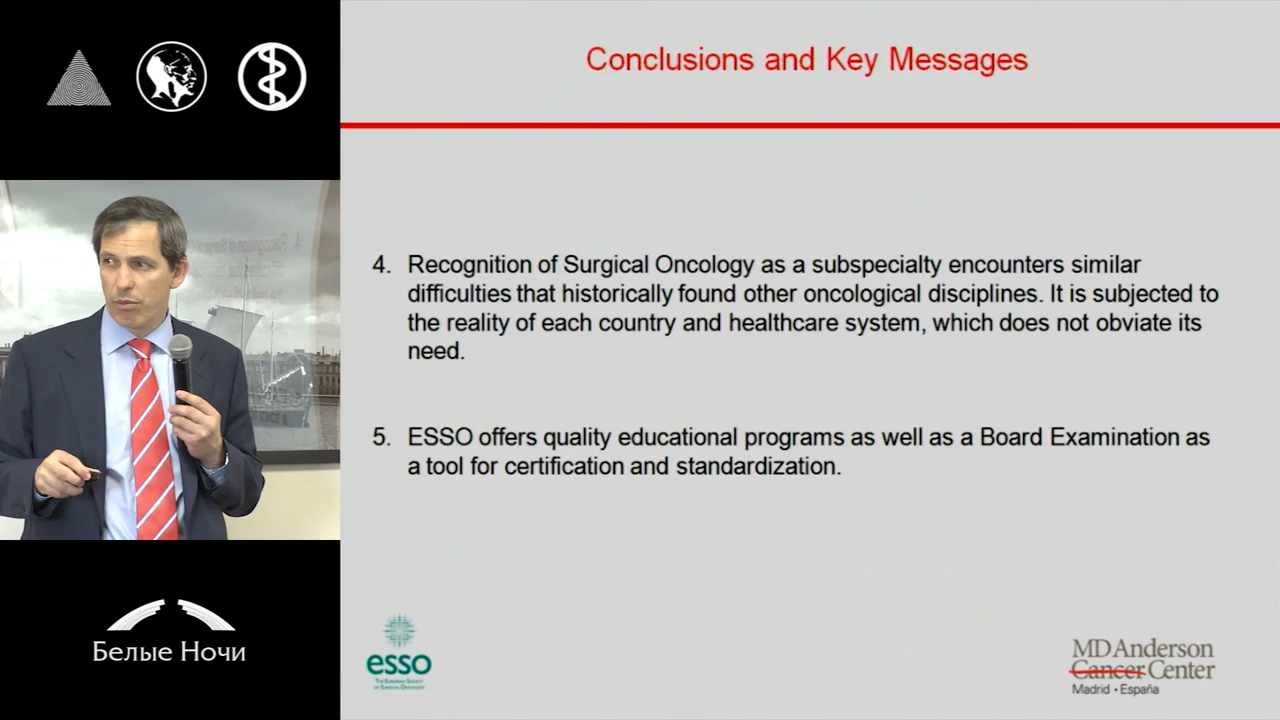 Conclusions and Key Messages
4. Recognition of Surgical Oncology as a subspecialty encounters similar
difficulties that historically found other oncological disciplines. It is subjected to
the reality of each country and healthcare system, which does not obviate its
need.
5. ESSO offers quality educational programs as well as a Board Examination as
a tool for certification and standardization.
Белые Ночи
esso
THE EUROPEAN SOCIETY
OF SURGICAL ONCOLOGY
MD Anderson
Cancer Center
Madrid • España